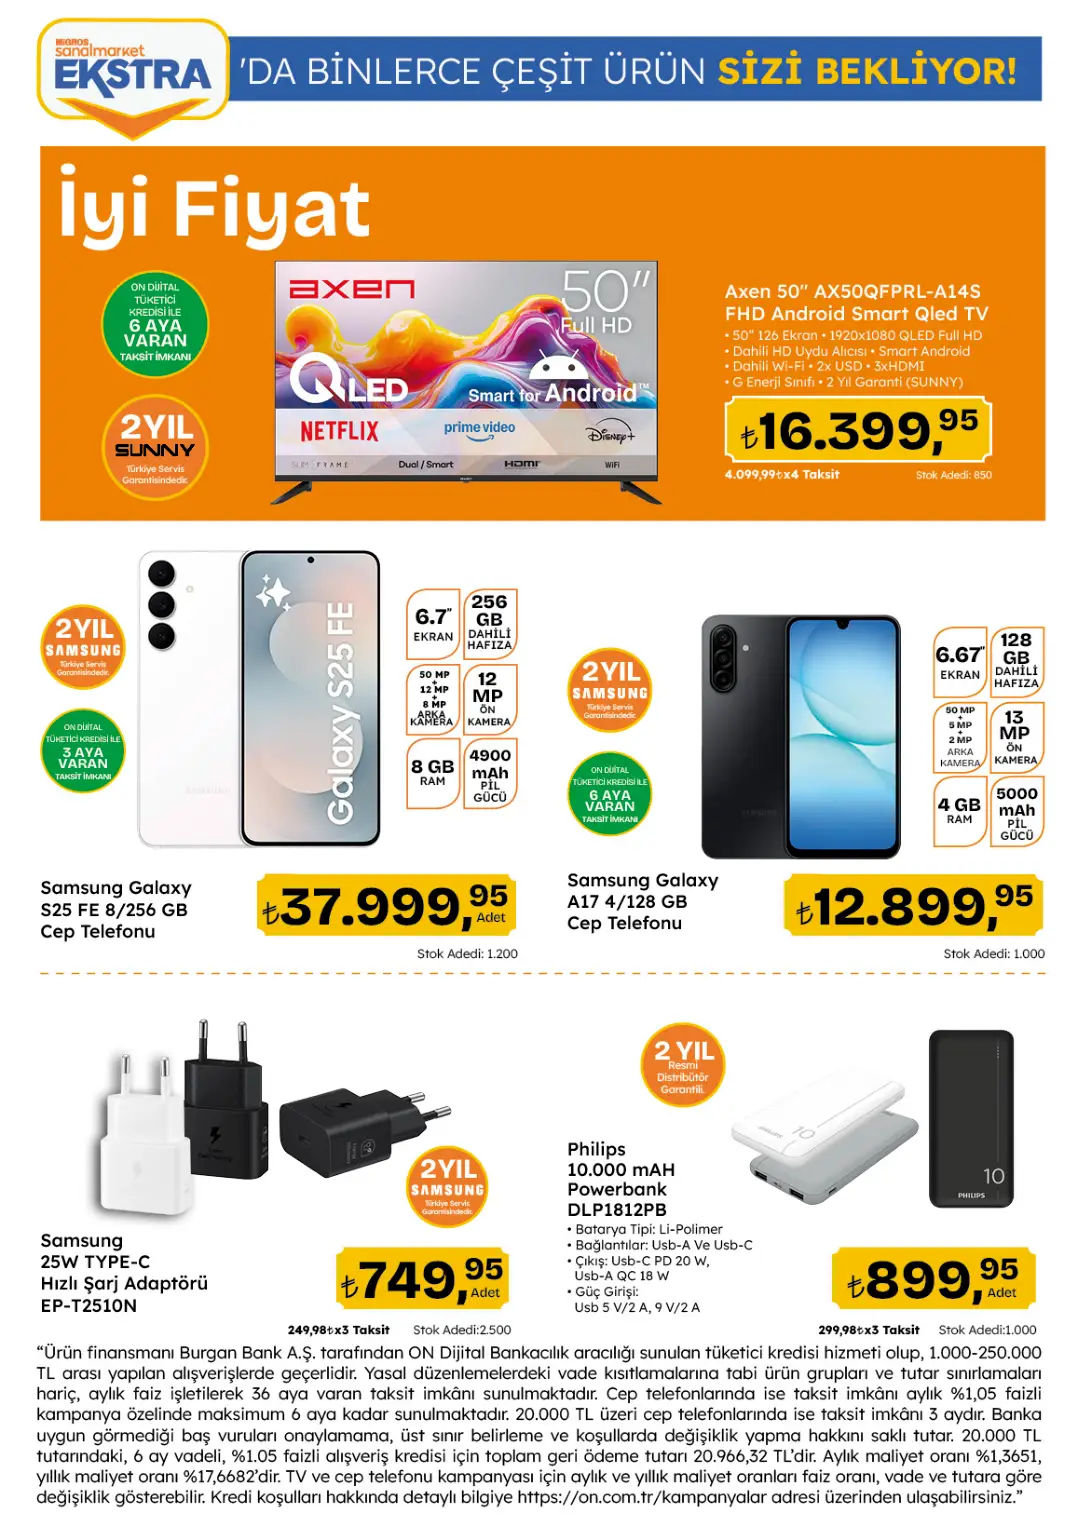 MİGROS
sanalmarket
EKSTRA
'DA BİNLERCE ÇEŞİT ÜRÜN SİZİ BEKLİYOR!
İyi Fiyat
ON DİJİTAL
TÜKETİCİ
KREDİSİ İLE
6 AYA
VARAN
TAKSİT İMKANI
2 YIL
SUNNY
Türkiye Servis
Garantisindedir.
axen
50"
Full HD
QLED
Smart for Android™
NETFLIX
prime video
Disney+
SLIM FRAME
Dual / Smart
HDMI
WiFi
Axen 50" AX50QFPRL-A14S
FHD Android Smart Qled TV
• 50" 126 Ekran • 1920x1080 QLED Full HD
• Dahili HD Uydu Alıcısı • Smart Android
• Dahili Wi-Fi • 2x USD • 3xHDMI
• G Enerji Sınıfı • 2 Yıl Garanti (SUNNY)
₺16.399,95
4.099,99₺x4 Taksit
Stok Adedi: 850
2 YIL
SAMSUNG
Türkiye Servis
Garantisindedir.
ON DİJİTAL
TÜKETİCİ KREDİSİ İLE
3 AYA
VARAN
TAKSİT İMKANI
Galaxy S25 FE
6.7"
EKRAN
256
GB
DAHİLİ
HAFIZA
50 MP
+
12 MP
+
8 MP
ARKA
KAMERA
12
MP
ÖN
KAMERA
8 GB
RAM
4900
mAh
PİL
GÜCÜ
Samsung Galaxy
S25 FE 8/256 GB
Cep Telefonu
₺37.999,95
Adet
Stok Adedi: 1.200
2 YIL
SAMSUNG
Türkiye Servis
Garantisindedir.
ON DİJİTAL
TÜKETİCİ KREDİSİ İLE
6 AYA
VARAN
TAKSİT İMKANI
6.67"
EKRAN
128
GB
DAHİLİ
HAFIZA
50 MP
+
5 MP
+
2 MP
ARKA
KAMERA
13
MP
ÖN
KAMERA
4 GB
RAM
5000
mAh
PİL
GÜCÜ
Samsung Galaxy
A17 4/128 GB
Cep Telefonu
₺12.899,95
Stok Adedi: 1.000
2 YIL
SAMSUNG
Türkiye Servis
Garantisindedir.
Samsung
25W TYPE-C
Hızlı Şarj Adaptörü
EP-T2510N
₺749,95
Adet
249,98₺x3 Taksit
Stok Adedi:2.500
2 YIL
Resmi
Distribütör
Garantili.
PHILIPS
10
10
PHILIPS
Philips
10.000 mAH
Powerbank
DLP1812PB
• Batarya Tipi: Li-Polimer
• Bağlantılar: Usb-A Ve Usb-C
• Çıkış: Usb-C PD 20 W,
Usb-A QC 18 W
• Güç Girişi:
Usb 5 V/2 A, 9 V/2 A
₺899,95
Adet
299,98₺x3 Taksit
Stok Adedi:1.000
“Ürün finansmanı Burgan Bank A.Ş. tarafından ON Dijital Bankacılık aracılığı sunulan tüketici kredisi hizmeti olup, 1.000-250.000
TL arası yapılan alışverişlerde geçerlidir. Yasal düzenlemelerdeki vade kısıtlamalarına tabi ürün grupları ve tutar sınırlamaları
hariç, aylık faiz işletilerek 36 aya varan taksit imkânı sunulmaktadır. Cep telefonlarında ise taksit imkânı aylık %1,05 faizli
kampanya özelinde maksimum 6 aya kadar sunulmaktadır. 20.000 TL üzeri cep telefonlarında ise taksit imkânı 3 aydır. Banka
uygun görmediği baş vuruları onaylamama, üst sınır belirleme ve koşullarda değişiklik yapma hakkını saklı tutar. 20.000 TL
tutarındaki, 6 ay vadeli, %1.05 faizli alışveriş kredisi için toplam geri ödeme tutarı 20.966,32 TL'dir. Aylık maliyet oranı %1,3651,
yıllık maliyet oranı %17,6682'dir. TV ve cep telefonu kampanyası için aylık ve yıllık maliyet oranları faiz oranı, vade ve tutara göre
değişiklik gösterebilir. Kredi koşulları hakkında detaylı bilgiye https://on.com.tr/kampanyalar adresi üzerinden ulaşabilirsiniz.”